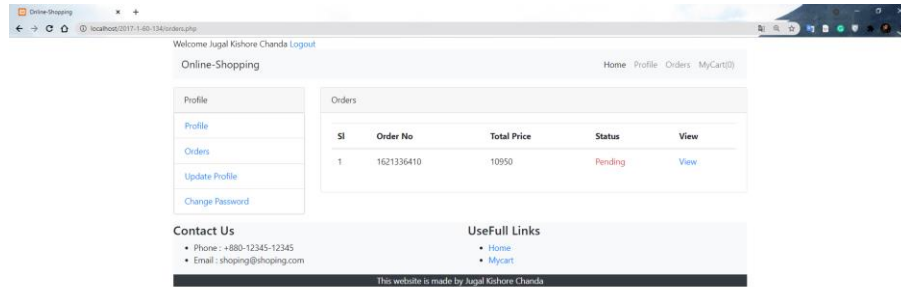 Online-Shopping
localhost/2017-1-60-134/orders.php
Welcome Jugal Kishore Chanda Logout
Online-Shopping
Home Profile Orders MyCart(0)
Profile
Profile
Orders
Update Profile
Change Password
Orders
Sl Order No Total Price Status View
1 1621336410 10950 Pending View
Contact Us
Phone : +880-12345-12345
Email : shoping@shoping.com
UseFull Links
Home
Mycart
This website is made by Jugal Kishore Chanda